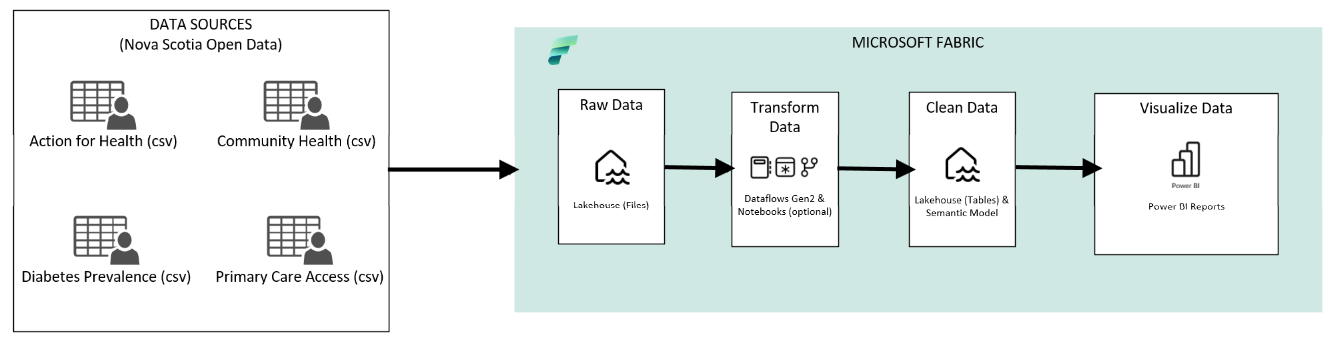 DATA SOURCES
(Nova Scotia Open Data)
Action for Health (csv)
Community Health (csv)
Diabetes Prevalence (csv)
Primary Care Access (csv)
MICROSOFT FABRIC
Raw Data
Lakehouse (Files)
Transform
Data
Dataflows Gen2 &
Notebooks (optional)
Clean Data
Lakehouse (Tables) &
Semantic Model
Visualize Data
Power BI
Power BI Reports